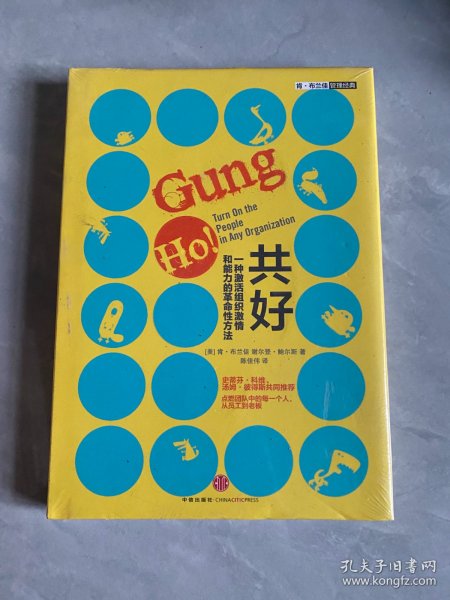 肯·布兰佳 管理经典
Gung
Ho!
Turn On the
People
in Any Organization
共好
一种激活组织激情
和能力的革命性方法
[美] 肯·布兰佳 谢尔登·鲍尔斯 著
陈佳伟 译
史蒂芬·科维、
汤姆·彼得斯共同推荐
点燃团队中的每一个人，
从员工到老板
中信出版社·CHINACITICPRESS
孔夫子旧书网
www.kongfz.com